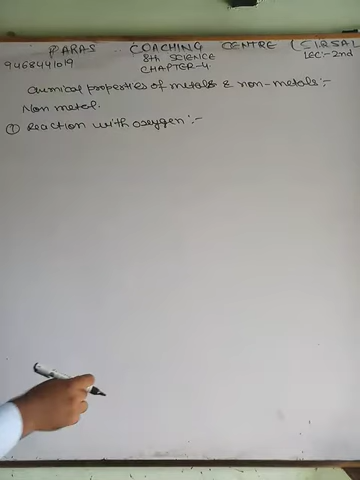 PARAS COACHING CENTRE (SIRSA)
9468441019 8th SCIENCE LEC:- 2nd
CHAPTER-4
Chemical properties of metals & non-metals:-
Non metal.
① Reaction with oxygen:-